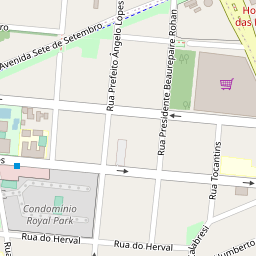 Avenida Sete de Setembro
Rua Prefeito Ângelo Lopes
Rua Presidente Beaurepaire Rohan
Ho
das
Rua Tocantins
Condomínio
Royal Park
Rua do Herval
Rua do Herval